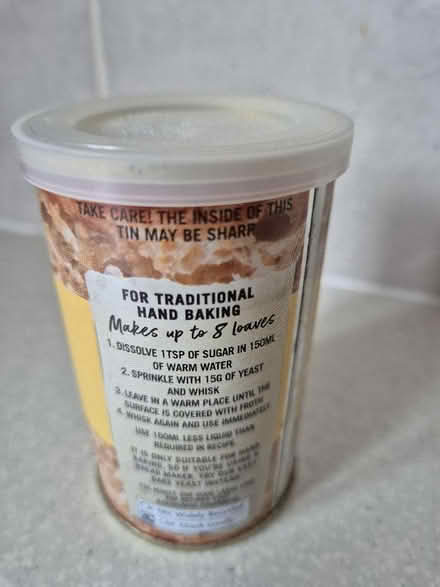 TAKE CARE! THE INSIDE OF THIS
TIN MAY BE SHARP
FOR TRADITIONAL
HAND BAKING
Makes up to 8 loaves
1. DISSOLVE 1TSP OF SUGAR IN 150ML
OF WARM WATER
2. SPRINKLE WITH 15G OF YEAST
AND WHISK
3. LEAVE IN A WARM PLACE UNTIL THE
SURFACE IS COVERED WITH FROTH
4. WHISK AGAIN AND USE IMMEDIATELY
USE 100ML LESS LIQUID THAN
REQUIRED IN RECIPE
IT IS ONLY SUITABLE FOR HAND
BAKING, SO IF YOU'RE USING A
BREAD MAKER, TRY OUR EASY
BAKE YEAST INSTEAD
Tin Widely Recycled